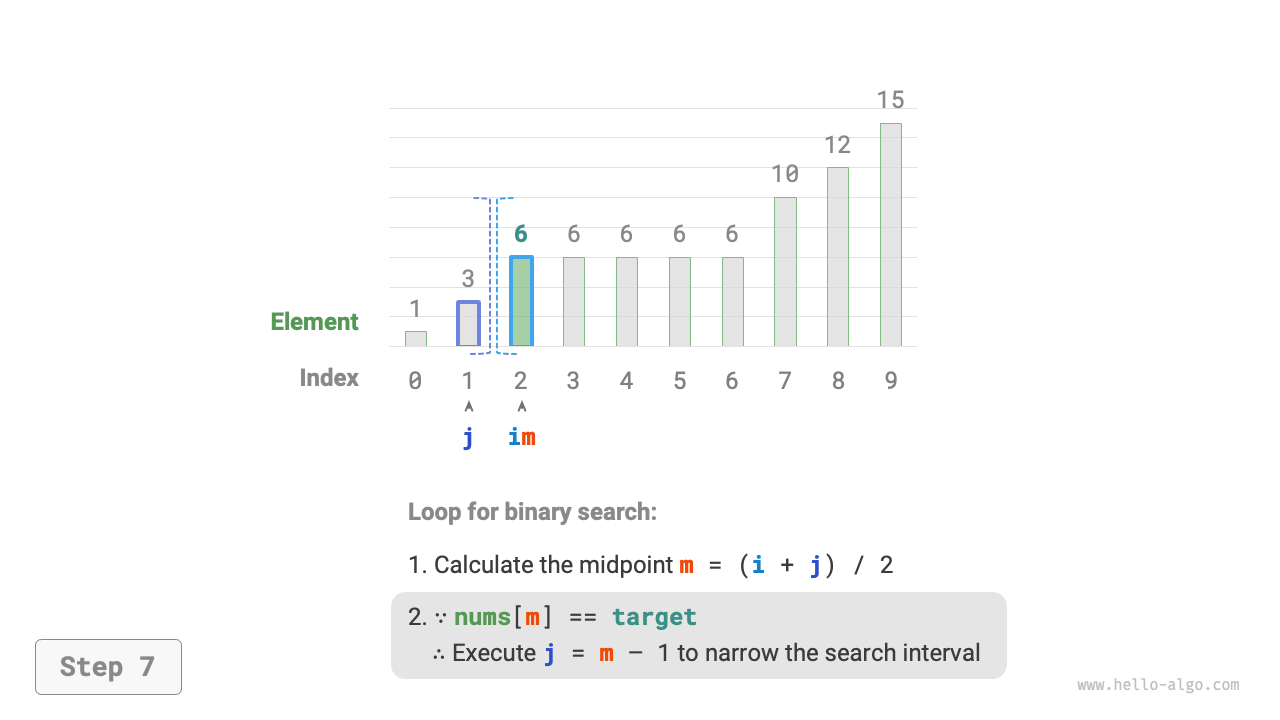 15
12
10
6 6 6 6 6
3
1
Element
Index 0 1 2 3 4 5 6 7 8 9
j im
Loop for binary search:
1. Calculate the midpoint m = (i + j) / 2
2. ∵ nums[m] == target
∴ Execute j = m − 1 to narrow the search interval
Step 7
www.hello-algo.com